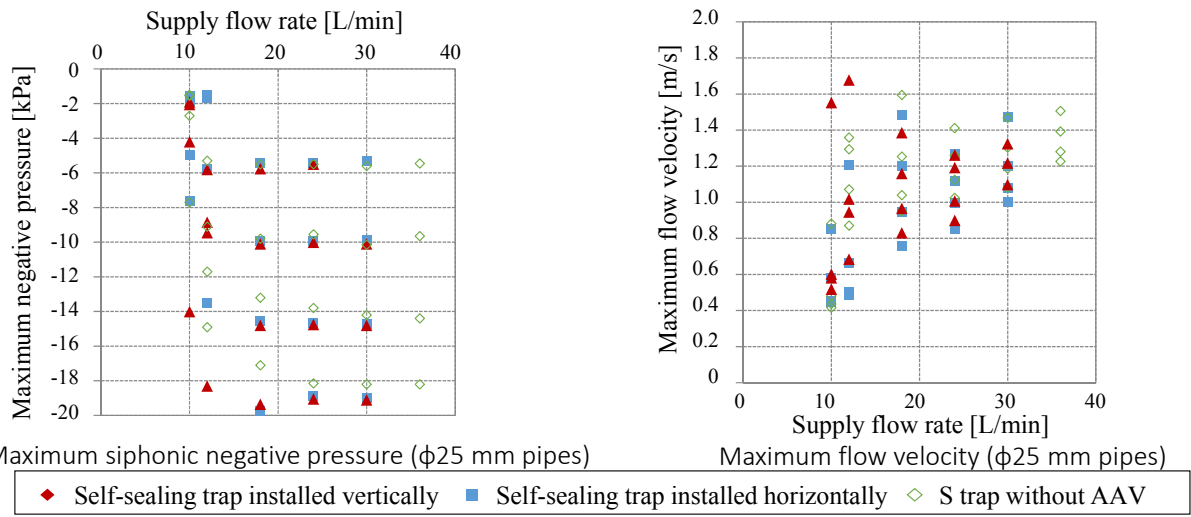 Supply flow rate [L/min]
0 10 20 30 40
Maximum negative pressure [kPa]
0
-2
-4
-6
-8
-10
-12
-14
-16
-18
-20
Maximum siphonic negative pressure (ϕ25 mm pipes)
Maximum flow velocity [m/s]
2.0
1.8
1.6
1.4
1.2
1.0
0.8
0.6
0.4
0.2
0
0 10 20 30 40
Supply flow rate [L/min]
Maximum flow velocity (ϕ25 mm pipes)
Self-sealing trap installed vertically Self-sealing trap installed horizontally S trap without AAV